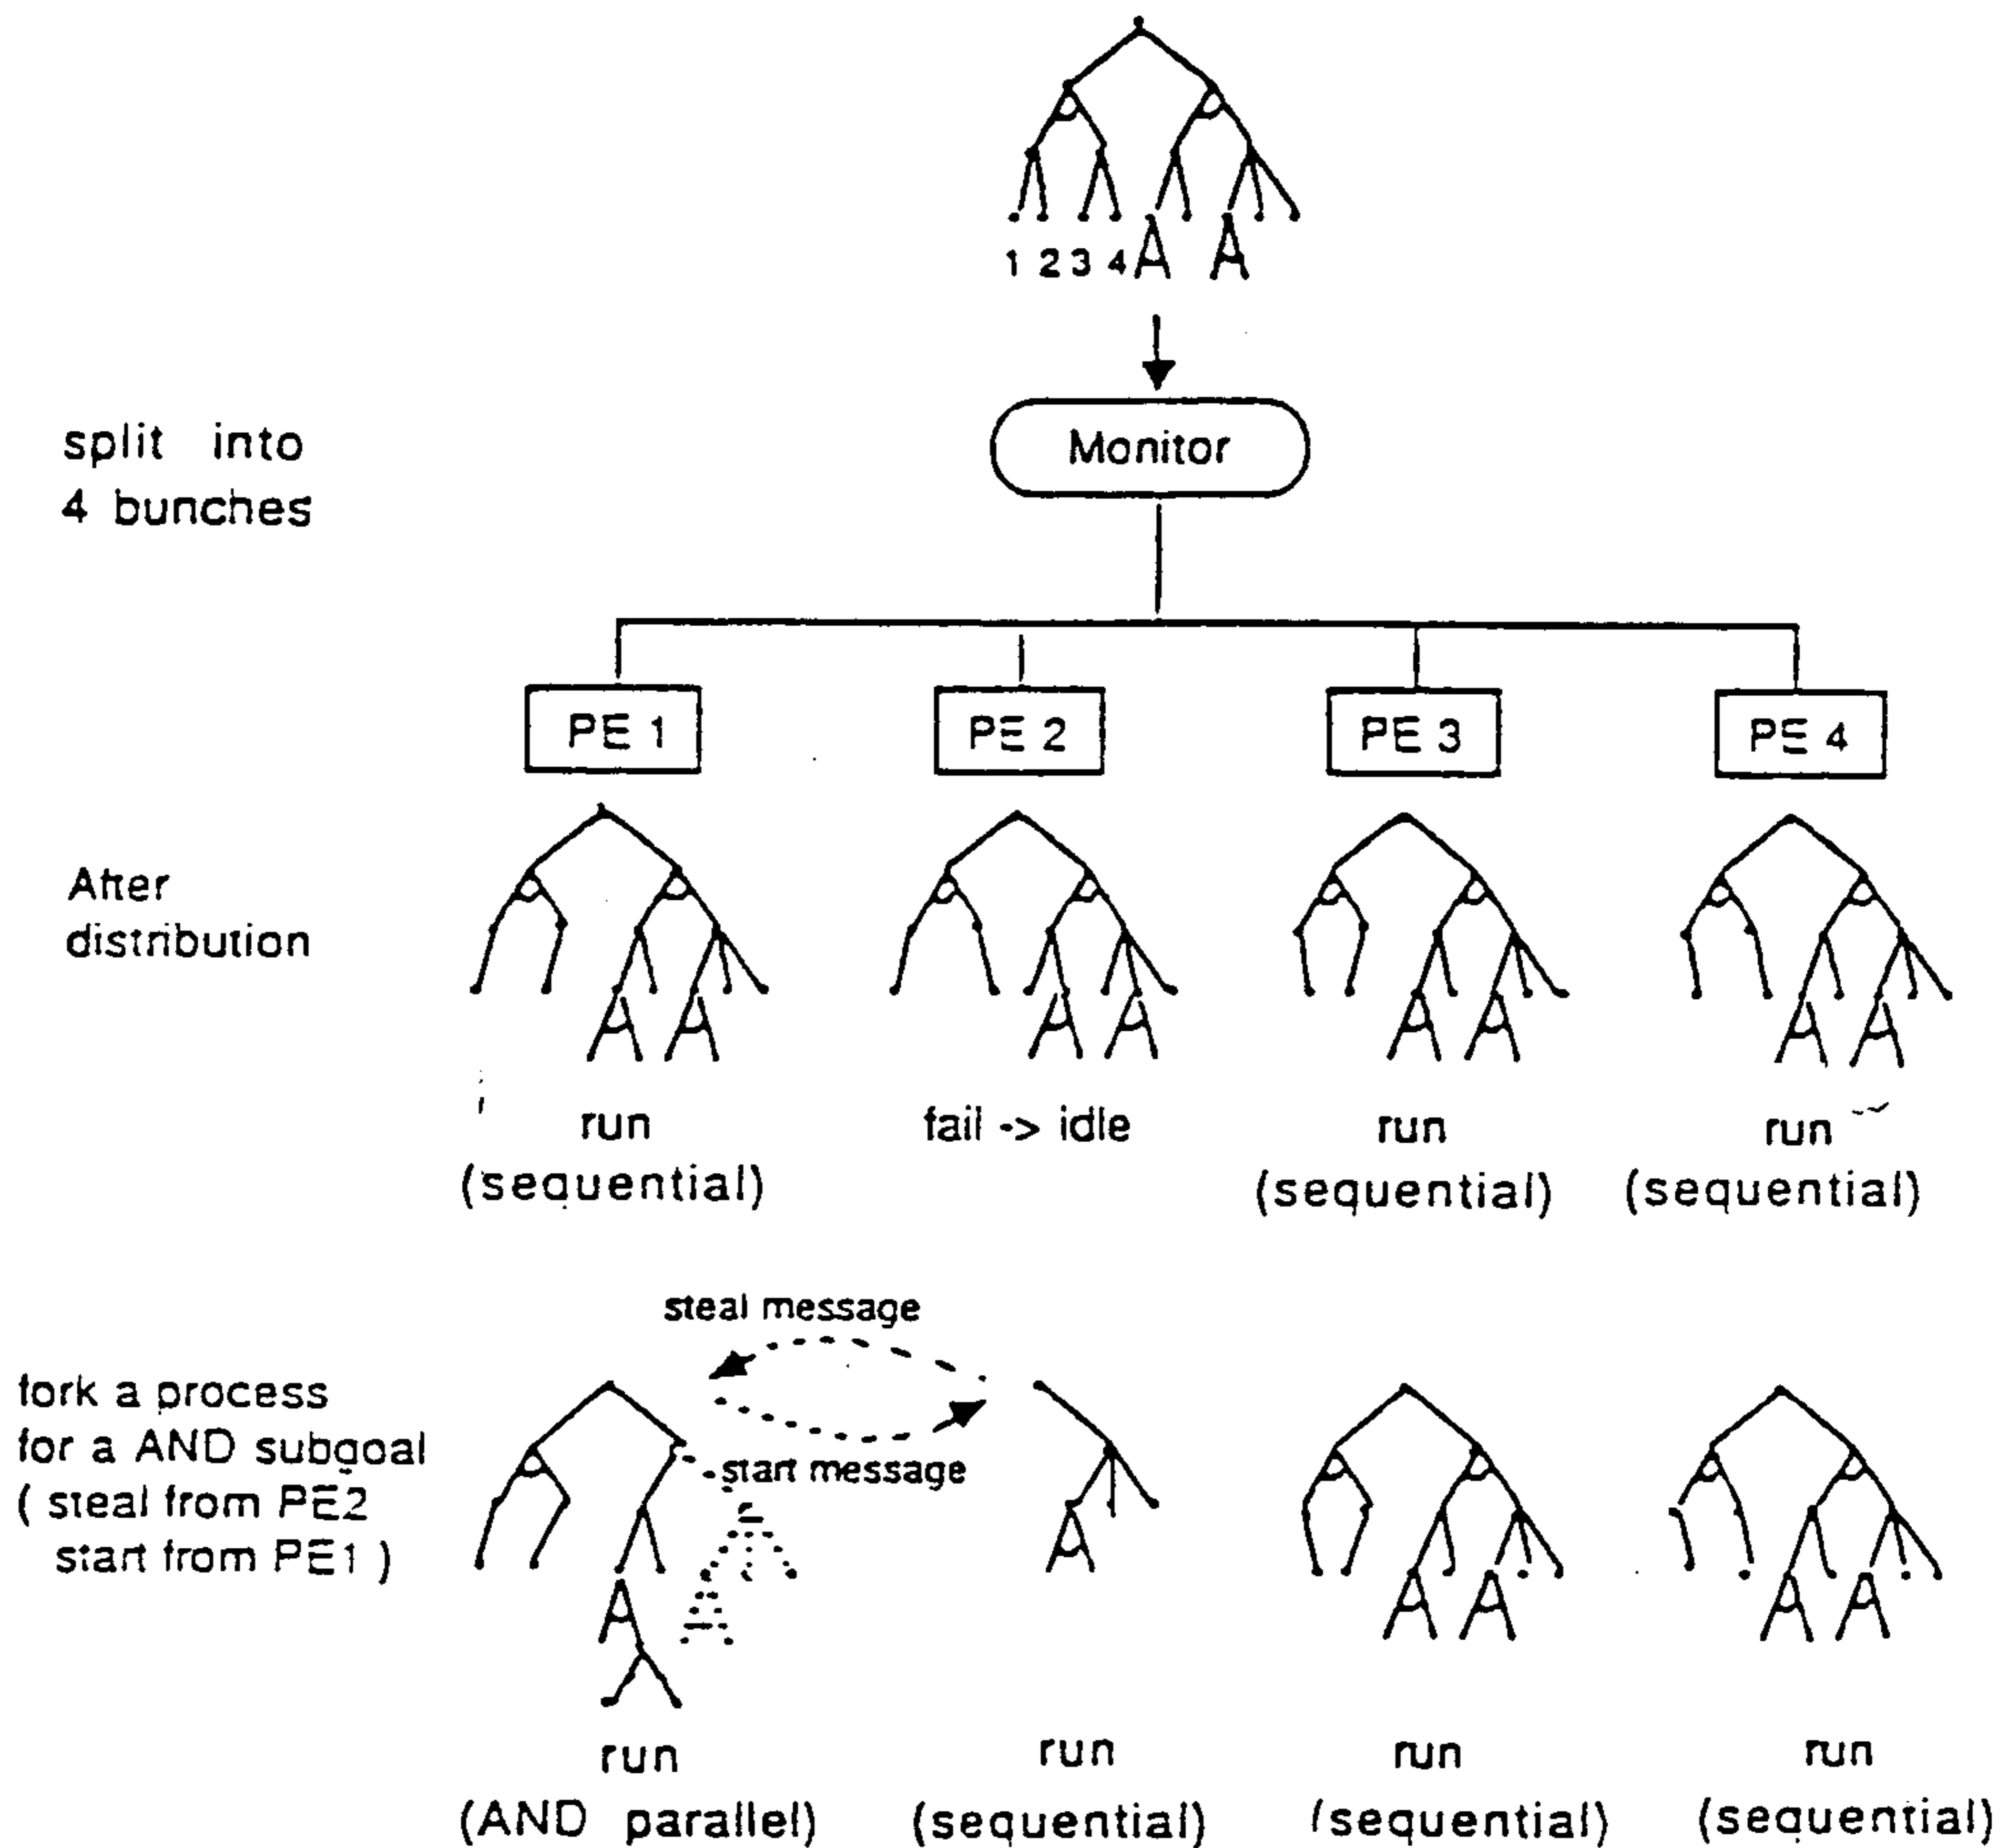 1 2 3 4
split into
4 bunches
Monitor
PE 1
PE 2
PE 3
PE 4
After
distribution
run
(sequential)
fail -> idle
run
(sequential)
run
(sequential)
steal message
start message
fork a process
for a AND subgoal
( steal from PE2
start from PE1 )
run
(AND parallel)
run
(sequential)
run
(sequential)
run
(sequential)